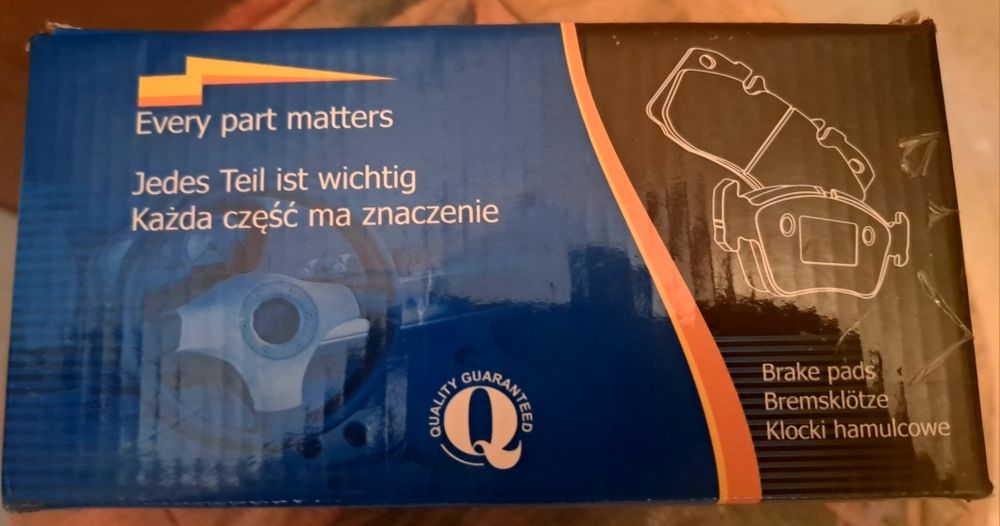 Every part matters
Jedes Teil ist wichtig
Każda część ma znaczenie
QUALITY GUARANTEED
Q
Brake pads
Bremsklötze
Klocki hamulcowe